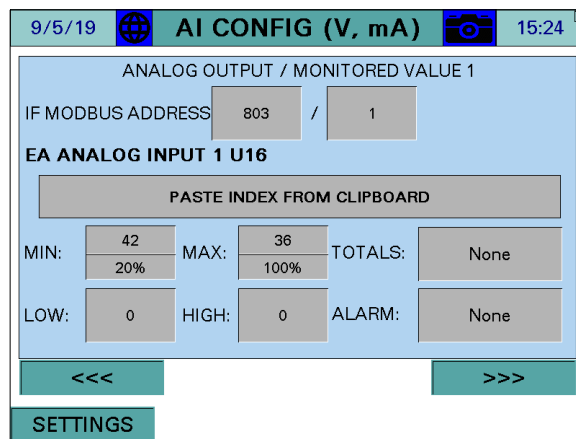 9/5/19 AI CONFIG (V, mA) 15:24
ANALOG OUTPUT / MONITORED VALUE 1
IF MODBUS ADDRESS 803 / 1
EA ANALOG INPUT 1 U16
PASTE INDEX FROM CLIPBOARD
MIN: 42 20% MAX: 36 100% TOTALS: None
LOW: 0 HIGH: 0 ALARM: None
<<< >>>
SETTINGS